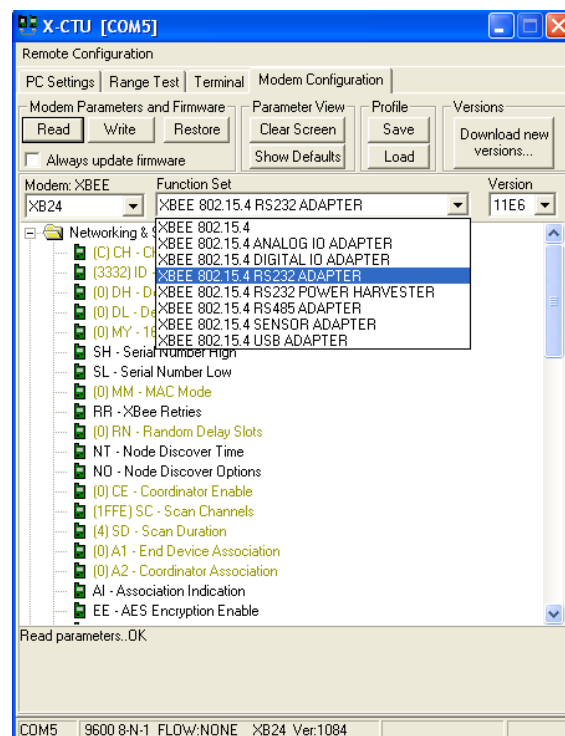 X-CTU [COM5]
Remote Configuration
PC Settings Range Test Terminal Modem Configuration
Modem Parameters and Firmware Parameter View Profile Versions
Read Write Restore Clear Screen Save Download new versions...
Always update firmware Show Defaults Load
Modem: XBEE Function Set Version
XB24 XBEE 802.15.4 RS232 ADAPTER 11E6
XBEE 802.15.4
XBEE 802.15.4 ANALOG IO ADAPTER
XBEE 802.15.4 DIGITAL IO ADAPTER
XBEE 802.15.4 RS232 ADAPTER
XBEE 802.15.4 RS232 POWER HARVESTER
XBEE 802.15.4 RS485 ADAPTER
XBEE 802.15.4 SENSOR ADAPTER
XBEE 802.15.4 USB ADAPTER
Networking &
(C) CH -
(3332) ID -
(0) DH -
(0) DL -
(0) MY -
SH - Serial Number High
SL - Serial Number Low
(0) MM - MAC Mode
RR - XBee Retries
(0) RN - Random Delay Slots
NT - Node Discover Time
NO - Node Discover Options
(0) CE - Coordinator Enable
(1FFE) SC - Scan Channels
(4) SD - Scan Duration
(0) A1 - End Device Association
(0) A2 - Coordinator Association
AI - Association Indication
EE - AES Encryption Enable
Read parameters..OK
COM5 9600 8-N-1 FLOW:NONE XB24 Ver:1084